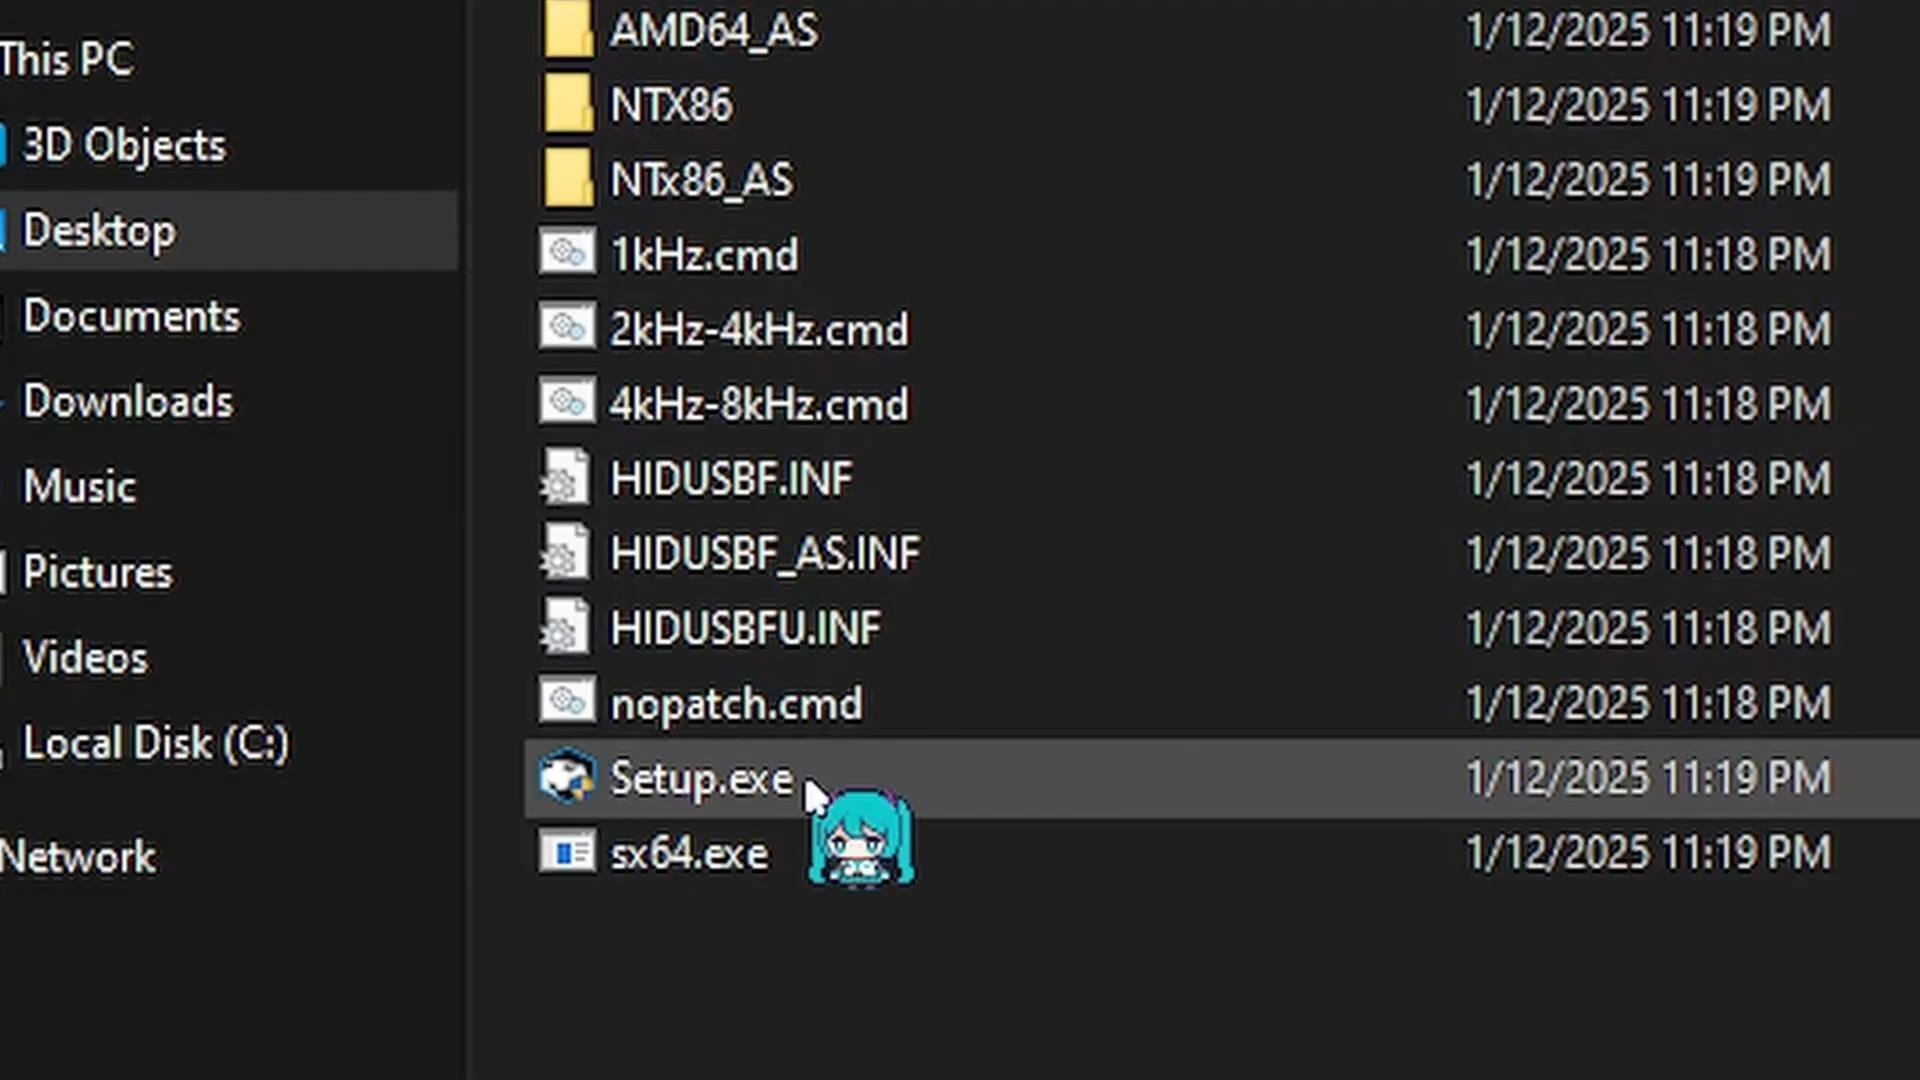 This PC
3D Objects
Desktop
Documents
Downloads
Music
Pictures
Videos
Local Disk (C:)
Network
AMD64_AS 1/12/2025 11:19 PM
NTX86 1/12/2025 11:19 PM
NTx86_AS 1/12/2025 11:19 PM
1kHz.cmd 1/12/2025 11:18 PM
2kHz-4kHz.cmd 1/12/2025 11:18 PM
4kHz-8kHz.cmd 1/12/2025 11:18 PM
HIDUSBF.INF 1/12/2025 11:18 PM
HIDUSBF_AS.INF 1/12/2025 11:18 PM
HIDUSBFU.INF 1/12/2025 11:18 PM
nopatch.cmd 1/12/2025 11:18 PM
Setup.exe 1/12/2025 11:19 PM
sx64.exe 1/12/2025 11:19 PM